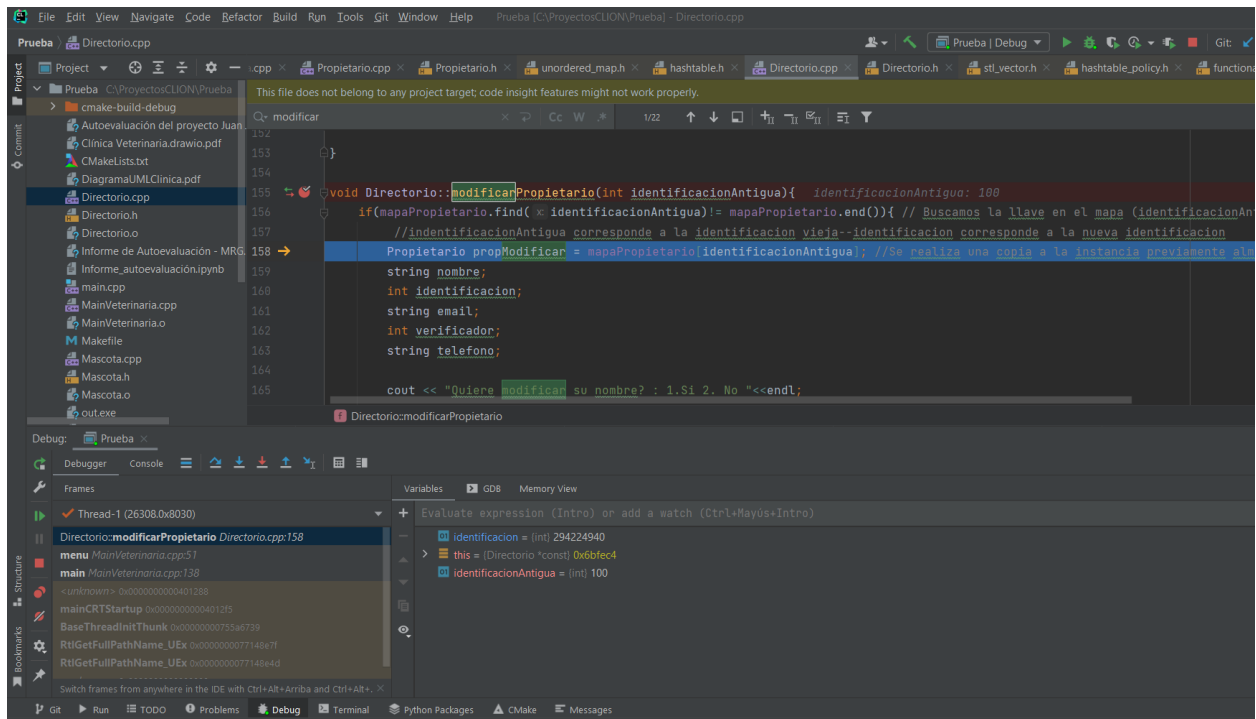 File Edit View Navigate Code Refactor Build Run Tools Git Window Help Prueba [C:\ProyectosCLION\Prueba] - Directorio.cpp
Prueba Directorio.cpp
Prueba | Debug Git:
Project .cpp Propietario.cpp Propietario.h unordered_map.h hashtable.h Directorio.cpp Directorio.h stl_vector.h hashtable_policy.h functiona
Prueba C:\ProyectosCLION\Prueba
This file does not belong to any project target; code insight features might not work properly.
cmake-build-debug
modificar Cc W .* 1/22
Autoevaluación del proyecto Juan
Clínica Veterinaria.drawio.pdf
CMakeLists.txt
DiagramaUMLClinica.pdf
Directorio.cpp
Directorio.h
Directorio.o
Informe de Autoevaluación - MRG.
Informe_autoevaluación.ipynb
main.cpp
MainVeterinaria.cpp
MainVeterinaria.o
Makefile
Mascota.cpp
Mascota.h
Mascota.o
out.exe
152
153 }
154
155 void Directorio::modificarPropietario(int identificacionAntigua){ identificacionAntigua: 100
156 if(mapaPropietario.find( x: identificacionAntigua)!= mapaPropietario.end()){ // Buscamos la llave en el mapa (identificacionAn
157 //indentificacionAntigua corresponde a la identificacion vieja--identificacion corresponde a la nueva identificacion
158 Propietario propModificar = mapaPropietario[identificacionAntigua]; //Se realiza una copia a la instancia previamente alm
159 string nombre;
160 int identificacion;
161 string email;
162 int verificador;
163 string telefono;
164
165 cout << "Quiere modificar su nombre? : 1.Si 2. No "<<endl;
Directorio::modificarPropietario
Project
Commit
Structure
Bookmarks
Debug: Prueba
Debugger Console
Frames
Thread-1 (26308.0x8030)
Directorio::modificarPropietario Directorio.cpp:158
menu MainVeterinaria.cpp:51
main MainVeterinaria.cpp:138
<unknown> 0x0000000000401288
mainCRTStartup 0x00000000004012f5
BaseThreadInitThunk 0x00000000755a6739
RtlGetFullPathName_UEx 0x0000000077148e7f
RtlGetFullPathName_UEx 0x0000000077148e4d
Switch frames from anywhere in the IDE with Ctrl+Alt+Arriba and Ctrl+Alt+.
Variables GDB Memory View
Evaluate expression (Intro) or add a watch (Ctrl+Mayús+Intro)
identificacion = {int} 294224940
this = {Directorio *const} 0x6bfec4
identificacionAntigua = {int} 100
Git Run TODO Problems Debug Terminal Python Packages CMake Messages